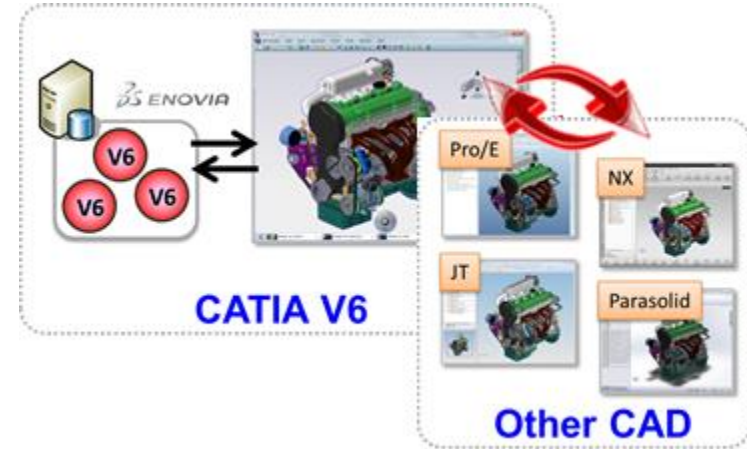 ENOVIA
V6
V6
V6
CATIA V6
Pro/E
NX
JT
Parasolid
Other CAD